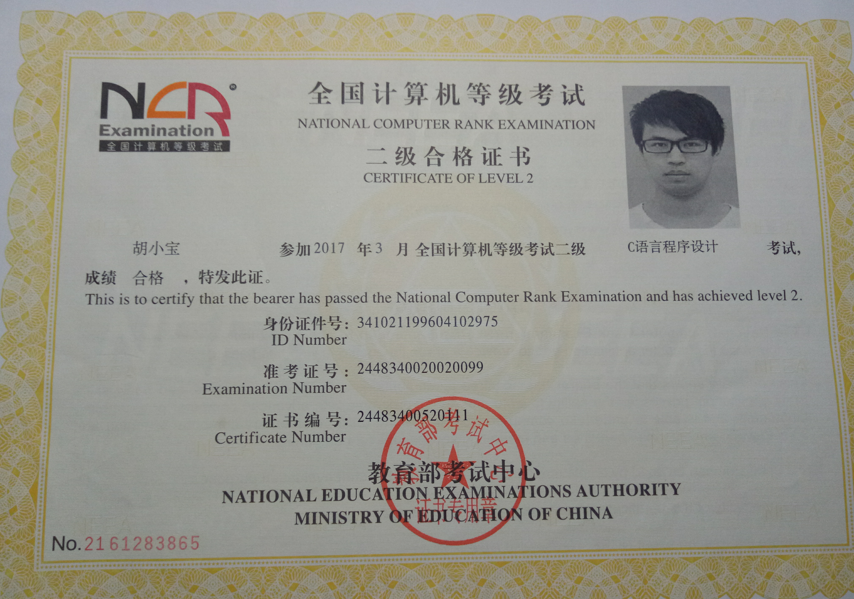 NCR
Examination
全国计算机等级考试
全国计算机等级考试
NATIONAL COMPUTER RANK EXAMINATION
二级合格证书
CERTIFICATE OF LEVEL 2
胡小宝 参加 2017 年 3 月 全国计算机等级考试二级 C语言程序设计 考试，
成绩 合格 ，特发此证。
This is to certify that the bearer has passed the National Computer Rank Examination and has achieved level 2.
身份证件号： 341021199604102975
ID Number
准考证号： 2448340020020099
Examination Number
证书编号： 24483400520111
Certificate Number
教育部考试中心
教育部考试中心
NATIONAL EDUCATION EXAMINATIONS AUTHORITY
证书专用章
MINISTRY OF EDUCATION OF CHINA
No.2161283865